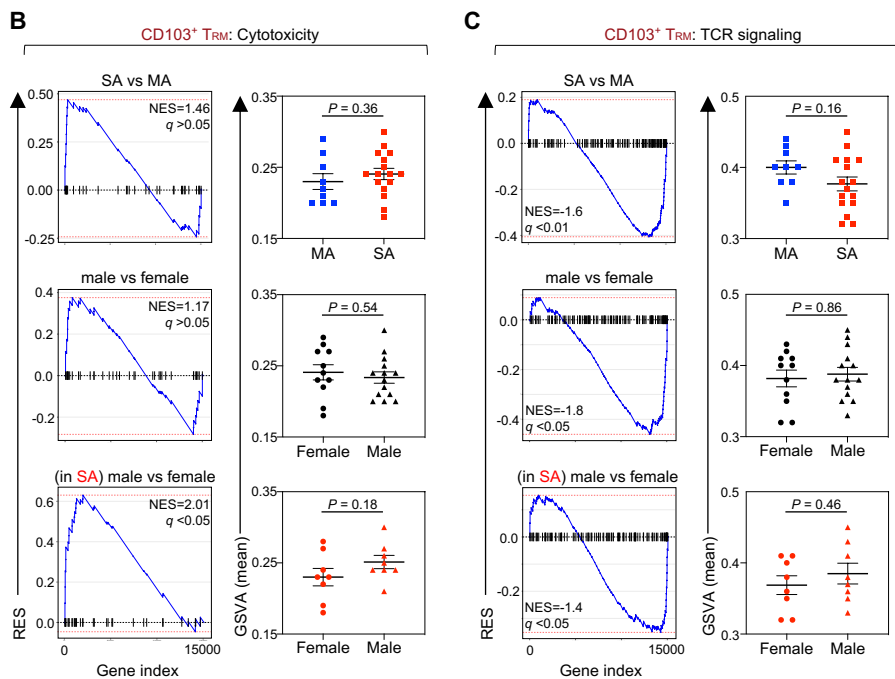 B
CD103+ TRM: Cytotoxicity
SA vs MA
RES
0.50
0.25
0.00
-0.25
NES=1.46
q >0.05
GSVA (mean)
0.35
0.25
0.15
P = 0.36
MA SA
male vs female
0.4
0.2
0.0
-0.2
NES=1.17
q >0.05
0.35
0.25
0.15
P = 0.54
Female Male
(in SA) male vs female
0.6
0.4
0.2
0.0
NES=2.01
q <0.05
0 15000
Gene index
0.35
0.25
0.15
P = 0.18
Female Male
C
CD103+ TRM: TCR signaling
SA vs MA
RES
0.2
0.0
-0.2
-0.4
NES=-1.6
q <0.01
GSVA (mean)
0.5
0.4
0.3
P = 0.16
MA SA
male vs female
0.0
-0.2
-0.4
NES=-1.8
q <0.05
0.5
0.4
0.3
P = 0.86
Female Male
(in SA) male vs female
0.0
-0.2
NES=-1.4
q <0.05
0 15000
Gene index
0.5
0.4
0.3
P = 0.46
Female Male